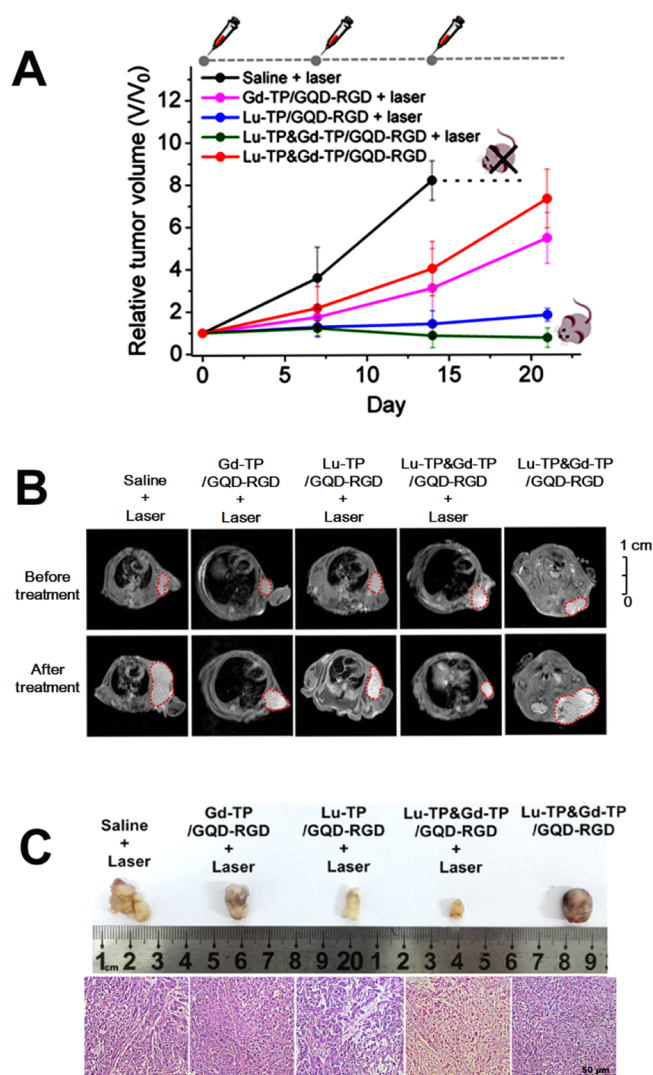 A
Relative tumor volume (V/V0)
12
10
8
6
4
2
0
Saline + laser
Gd-TP/GQD-RGD + laser
Lu-TP/GQD-RGD + laser
Lu-TP&Gd-TP/GQD-RGD + laser
Lu-TP&Gd-TP/GQD-RGD
0 5 10 15 20
Day
B
Saline
+
Laser
Gd-TP
/GQD-RGD
+
Laser
Lu-TP
/GQD-RGD
+
Laser
Lu-TP&Gd-TP
/GQD-RGD
+
Laser
Lu-TP&Gd-TP
/GQD-RGD
Before
treatment
1 cm
0
After
treatment
C
Saline
+
Laser
Gd-TP
/GQD-RGD
+
Laser
Lu-TP
/GQD-RGD
+
Laser
Lu-TP&Gd-TP
/GQD-RGD
+
Laser
Lu-TP&Gd-TP
/GQD-RGD
1cm 2 3 4 5 6 7 8 9 20 1 2 3 4 5 6 7 8 9
50 μm